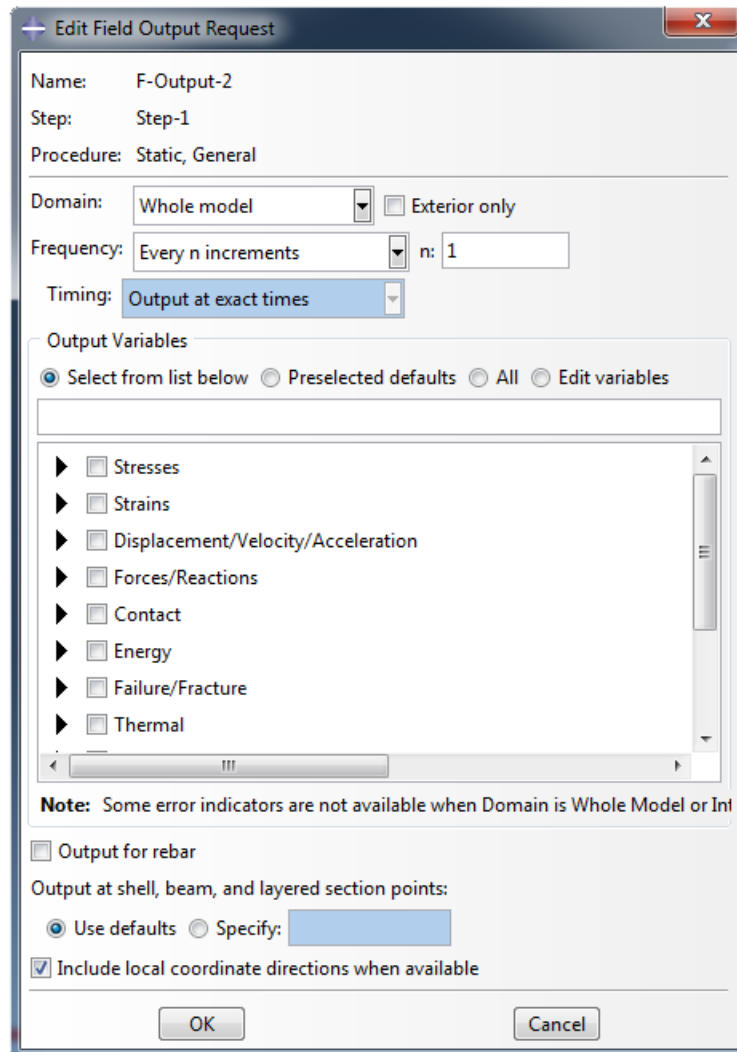 Edit Field Output Request
Name: F-Output-2
Step: Step-1
Procedure: Static, General
Domain: Whole model Exterior only
Frequency: Every n increments n: 1
Timing: Output at exact times
Output Variables
Select from list below Preselected defaults All Edit variables
Stresses
Strains
Displacement/Velocity/Acceleration
Forces/Reactions
Contact
Energy
Failure/Fracture
Thermal
Note: Some error indicators are not available when Domain is Whole Model or Int
Output for rebar
Output at shell, beam, and layered section points:
Use defaults Specify:
Include local coordinate directions when available
OK Cancel